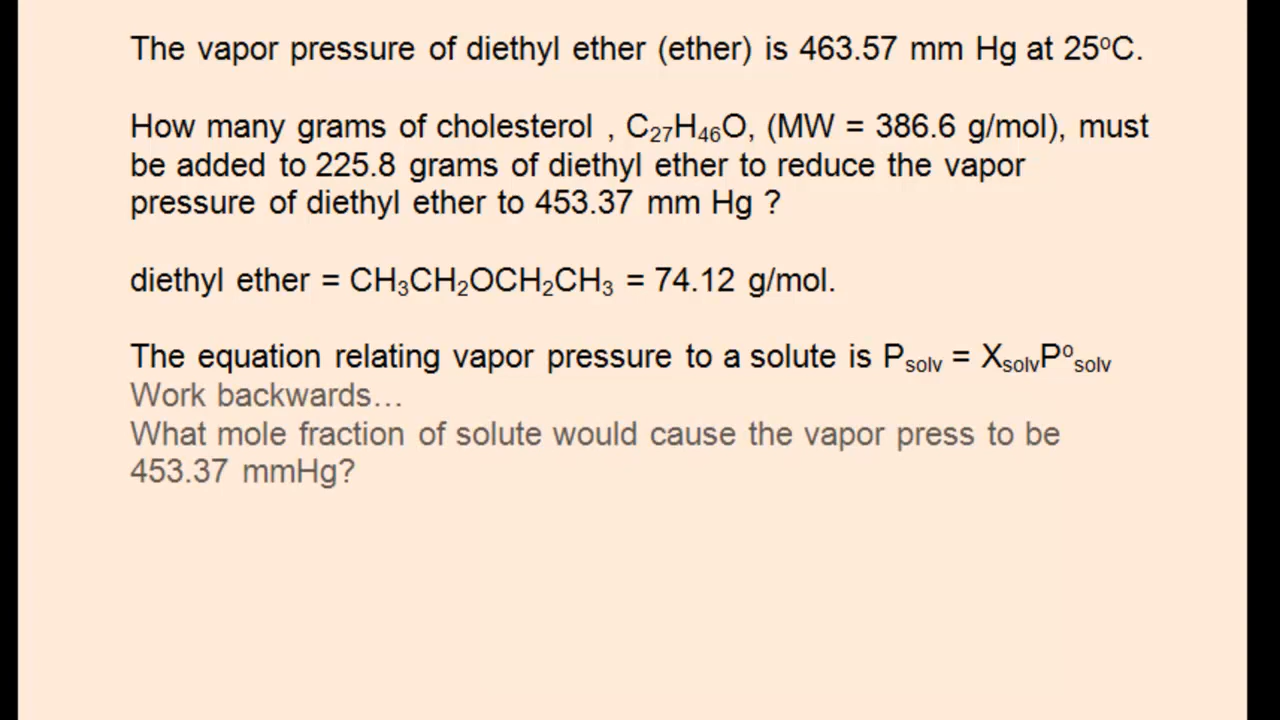 The vapor pressure of diethyl ether (ether) is 463.57 mm Hg at 25ºC.
How many grams of cholesterol , C₂₇H₄₆O, (MW = 386.6 g/mol), must
be added to 225.8 grams of diethyl ether to reduce the vapor
pressure of diethyl ether to 453.37 mm Hg ?
diethyl ether = CH₃CH₂OCH₂CH₃ = 74.12 g/mol.
The equation relating vapor pressure to a solute is Pₛₒₗᵥ = XₛₒₗᵥPºₛₒₗᵥ
Work backwards…
What mole fraction of solute would cause the vapor press to be
453.37 mmHg?